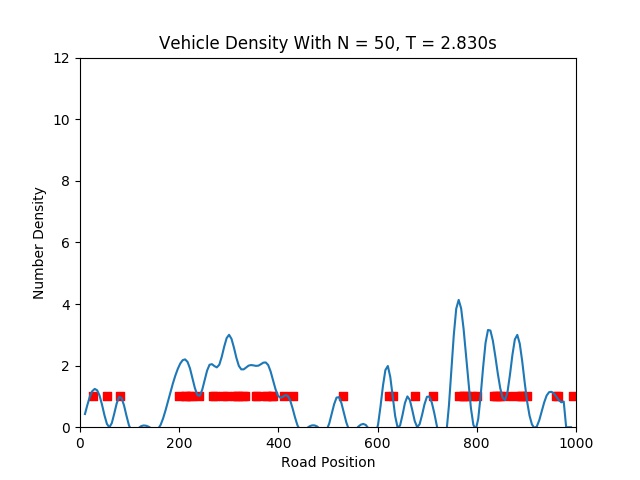 Vehicle Density With N = 50, T = 2.830s
12
10
8
6
4
2
0
Number Density
0 200 400 600 800 1000
Road Position